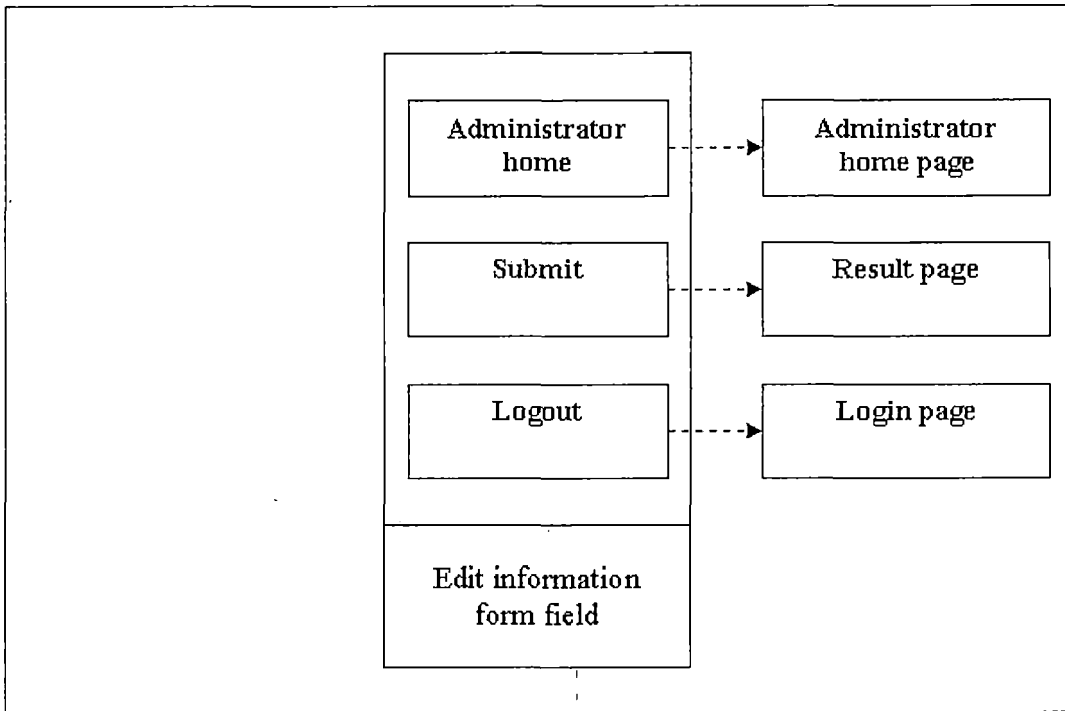 Administrator
home
Administrator
home page
Submit
Result page
Logout
Login page
Edit information
form field